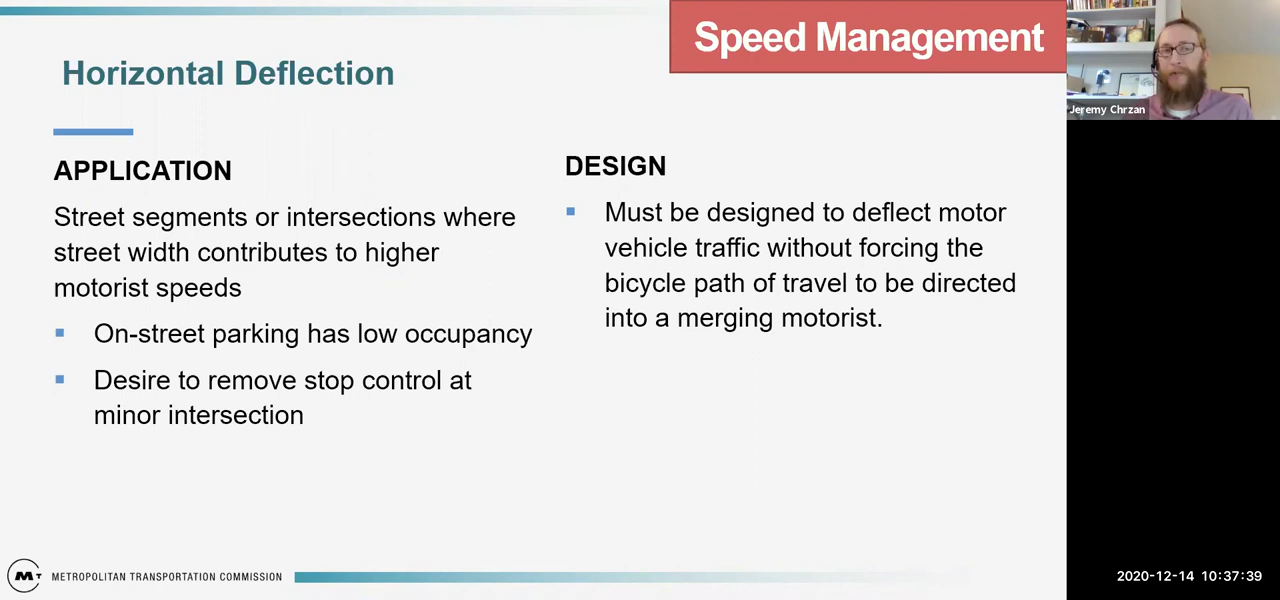 Speed Management
Horizontal Deflection
APPLICATION
Street segments or intersections where
street width contributes to higher
motorist speeds
▪ On-street parking has low occupancy
▪ Desire to remove stop control at
minor intersection
DESIGN
▪ Must be designed to deflect motor
vehicle traffic without forcing the
bicycle path of travel to be directed
into a merging motorist.
Jeremy Chrzan
MT METROPOLITAN TRANSPORTATION COMMISSION
2020-12-14 10:37:39